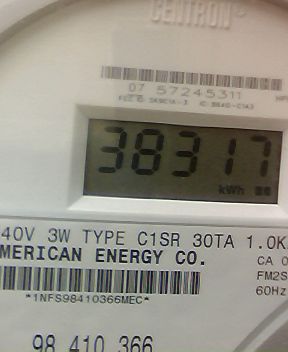 CENTRON®
07 57245311
38317
kWh
40V 3W TYPE C1SR 30TA 1.0K
MERICAN ENERGY CO.
CA 0
FM2S
60Hz
*1NFS98410366MEC*
98 410 366